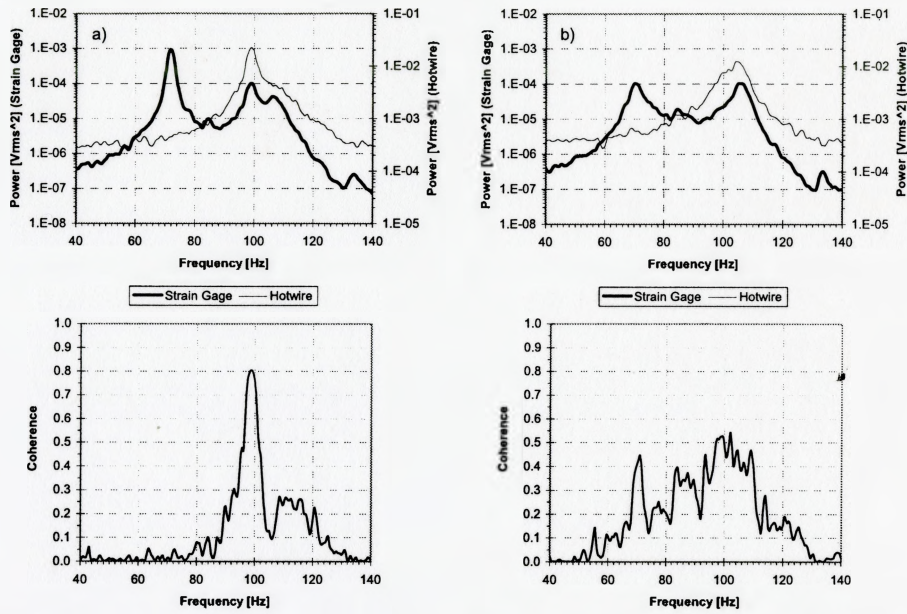 a)
Power [Vrms^2] (Strain Gage)
1.E-02
1.E-03
1.E-04
1.E-05
1.E-06
1.E-07
1.E-08
1.E-01
1.E-02
1.E-03
1.E-04
1.E-05
Power [Vrms^2] (Hotwire)
40 60 80 100 120 140
Frequency [Hz]
Strain Gage Hotwire
b)
Power [Vrms^2] (Strain Gage)
1.E-02
1.E-03
1.E-04
1.E-05
1.E-06
1.E-07
1.E-08
1.E-01
1.E-02
1.E-03
1.E-04
1.E-05
Power [Vrms^2] (Hotwire)
40 60 80 100 120 140
Frequency [Hz]
Strain Gage Hotwire
Coherence
1.0
0.9
0.8
0.7
0.6
0.5
0.4
0.3
0.2
0.1
0.0
40 60 80 100 120 140
Frequency [Hz]
Coherence
1.0
0.9
0.8
0.7
0.6
0.5
0.4
0.3
0.2
0.1
0.0
40 60 80 100 120 140
Frequency [Hz]